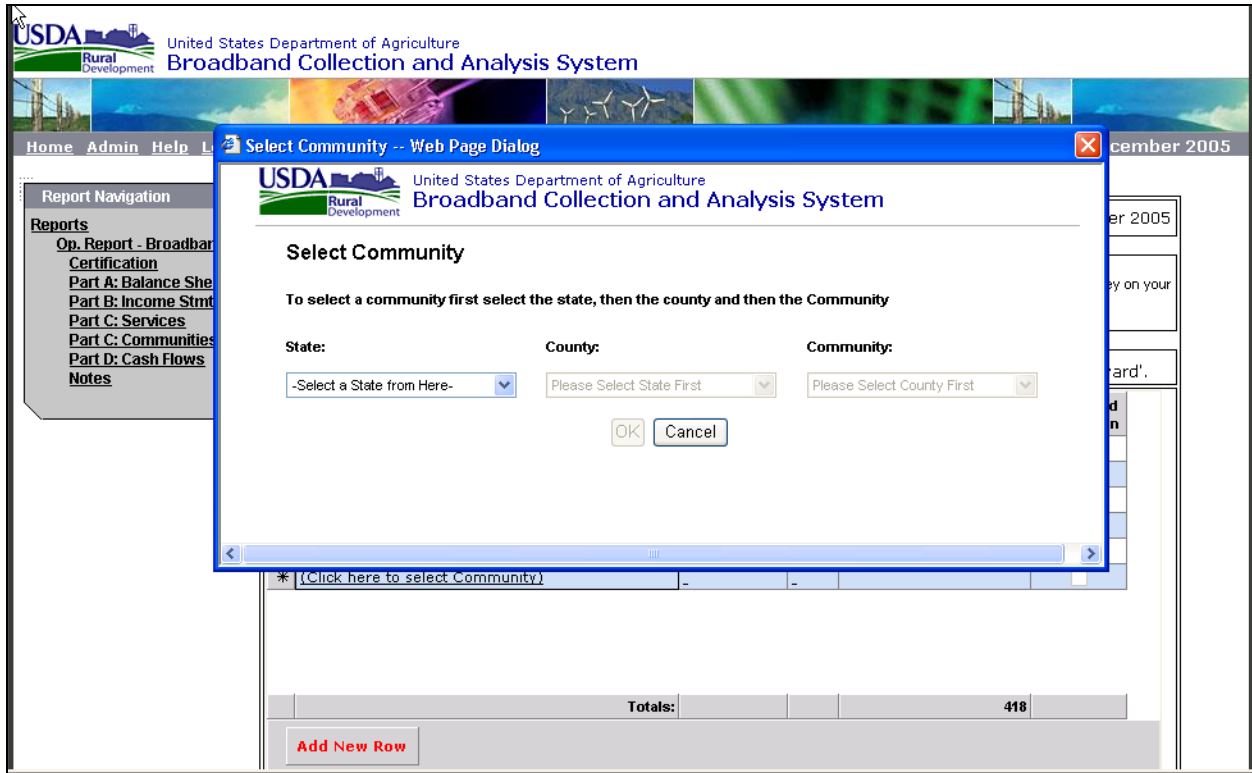 USDA
Rural
Development
United States Department of Agriculture
Broadband Collection and Analysis System
Home Admin Help L
cember 2005
Select Community -- Web Page Dialog
USDA
Rural
Development
United States Department of Agriculture
Broadband Collection and Analysis System
Select Community
To select a community first select the state, then the county and then the Community
State: County: Community:
-Select a State from Here- Please Select State First Please Select County First
OK Cancel
Report Navigation
Reports
Op. Report - Broadban
Certification
Part A: Balance She
Part B: Income Stmt
Part C: Services
Part C: Communities
Part D: Cash Flows
Notes
er 2005
ey on your
ard'.
d
n
* (Click here to select Community) - -
Totals: 418
Add New Row